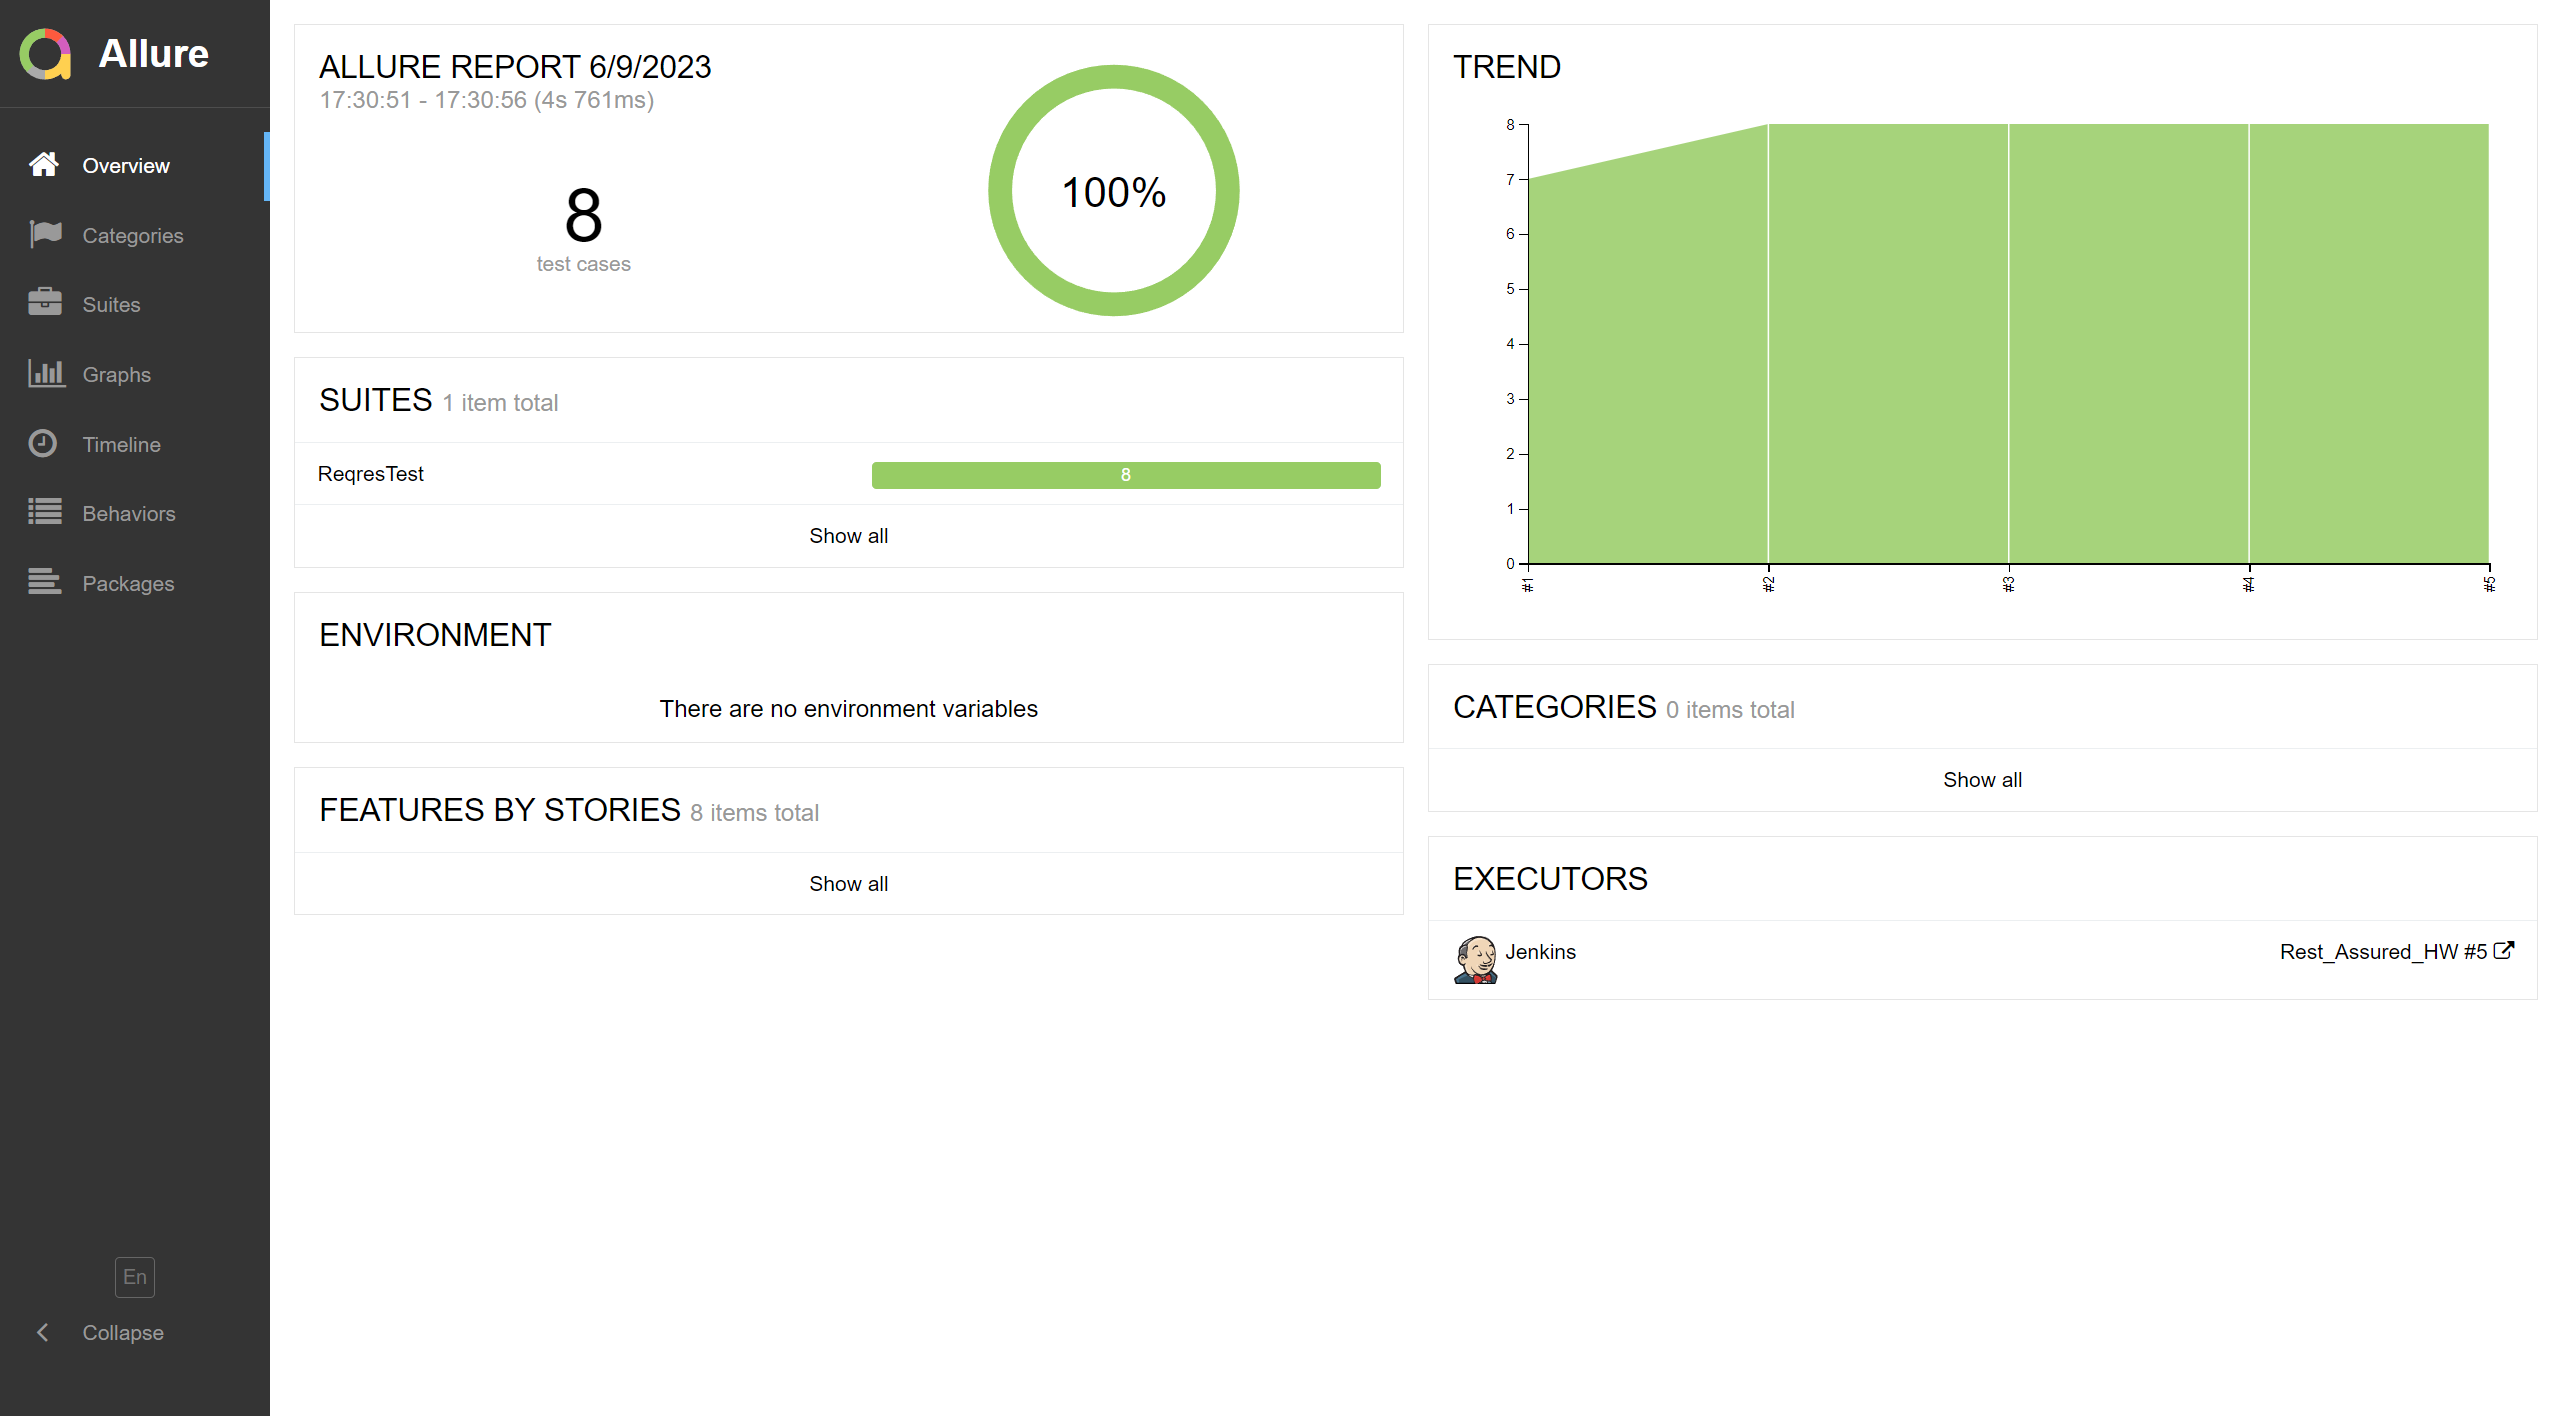 Allure
Overview
Categories
Suites
Graphs
Timeline
Behaviors
Packages
En
Collapse
ALLURE REPORT 6/9/2023
17:30:51 - 17:30:56 (4s 761ms)
8
test cases
100%
SUITES 1 item total
ReqresTest 8
Show all
ENVIRONMENT
There are no environment variables
FEATURES BY STORIES 8 items total
Show all
TREND
8
7
6
5
4
3
2
1
0
#1 #2 #3 #4 #5
CATEGORIES 0 items total
Show all
EXECUTORS
Jenkins Rest_Assured_HW #5